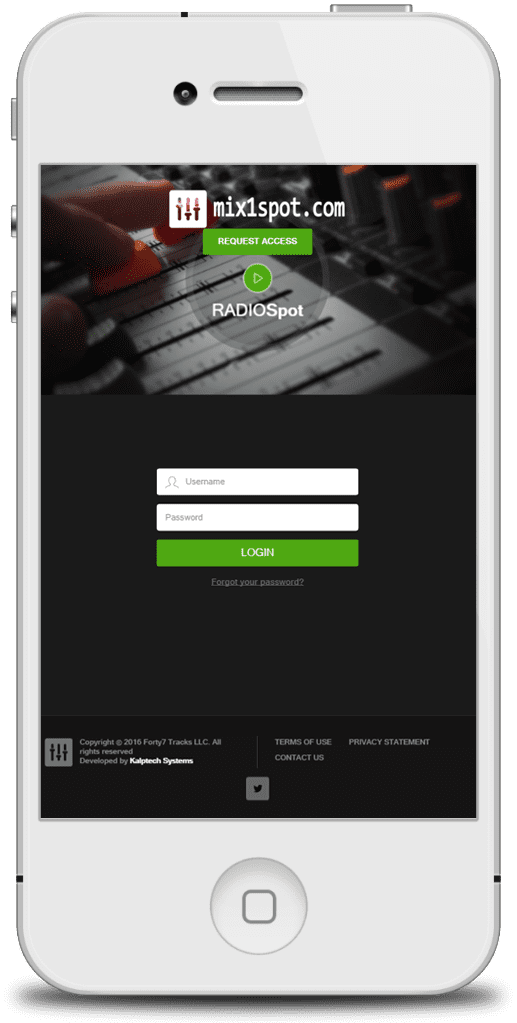 mix1spot.com
REQUEST ACCESS
RADIOSpot
Username
Password
LOGIN
Forgot your password?
Copyright © 2016 Forty7 Tracks LLC. All
rights reserved
Developed by Kalptech Systems
TERMS OF USE PRIVACY STATEMENT
CONTACT US